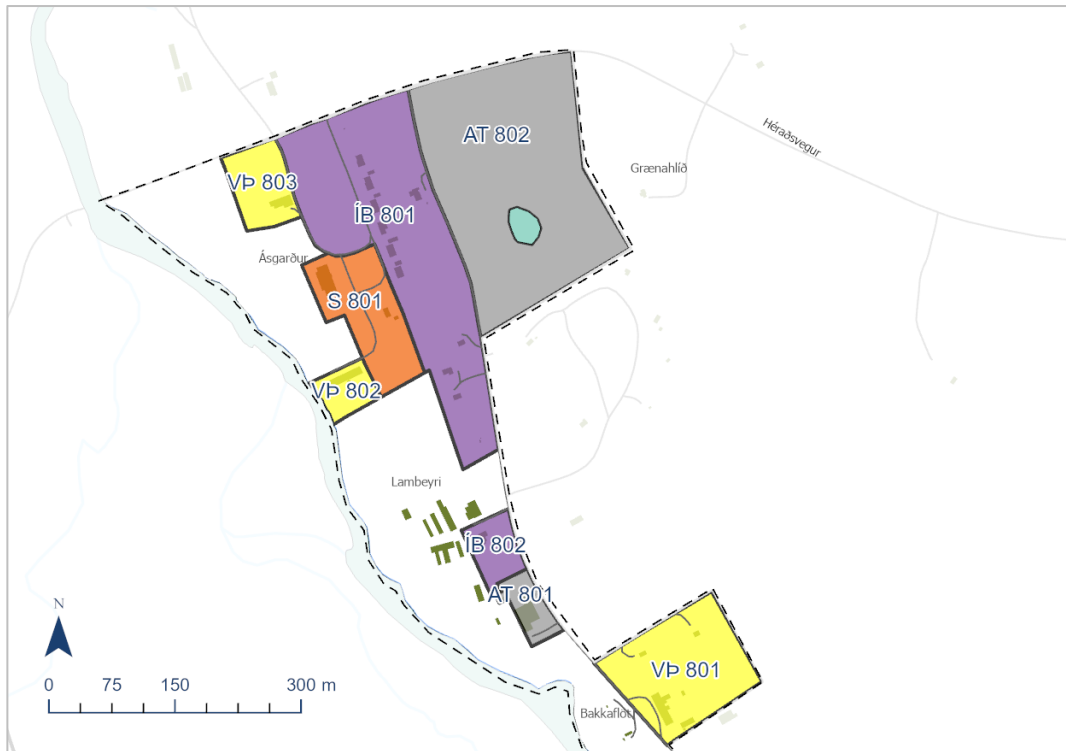 AT 802
Héraðsvegur
Grænahlíð
VÞ 803
ÍB 801
Ásgarður
S 801
VÞ 802
Lambeyri
ÍB 802
AT 801
N
VÞ 801
0 75 150 300 m
Bakkaflöt